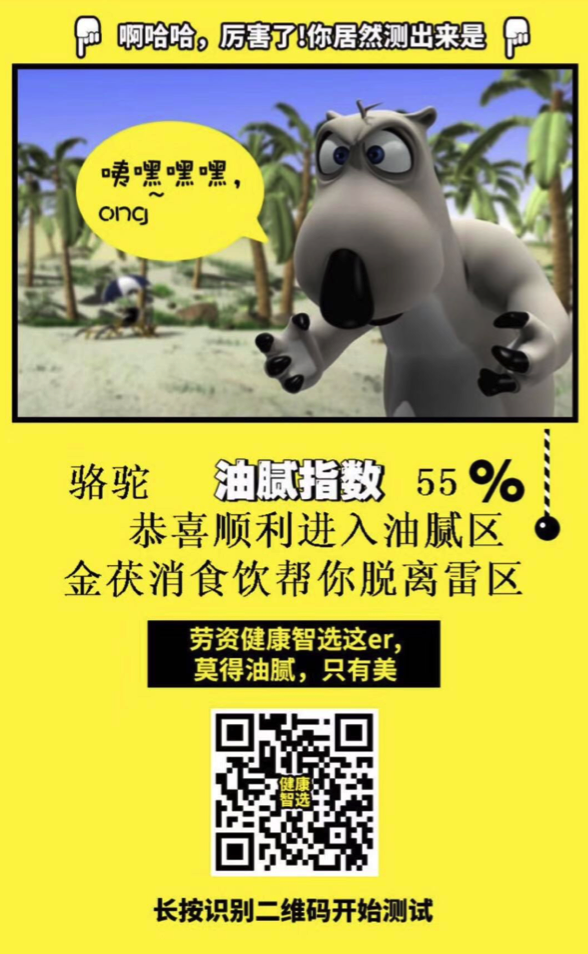 啊哈哈，厉害了!你居然测出来是
咦嘿嘿嘿，
~
ong
骆驼 油腻指数 55%
恭喜顺利进入油腻区
金茯消食饮帮你脱离雷区
劳资健康智选这er,
莫得油腻，只有美
健康
智选
长按识别二维码开始测试